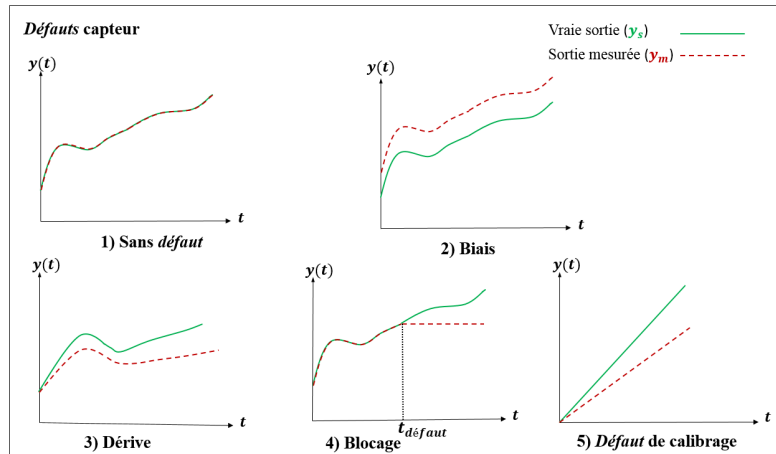 Défauts capteur
Vraie sortie (yₛ)
Sortie mesurée (yₘ)
y(t)
t
1) Sans défaut
y(t)
t
2) Biais
y(t)
t
3) Dérive
y(t)
t
t défaut
4) Blocage
y(t)
t
5) Défaut de calibrage